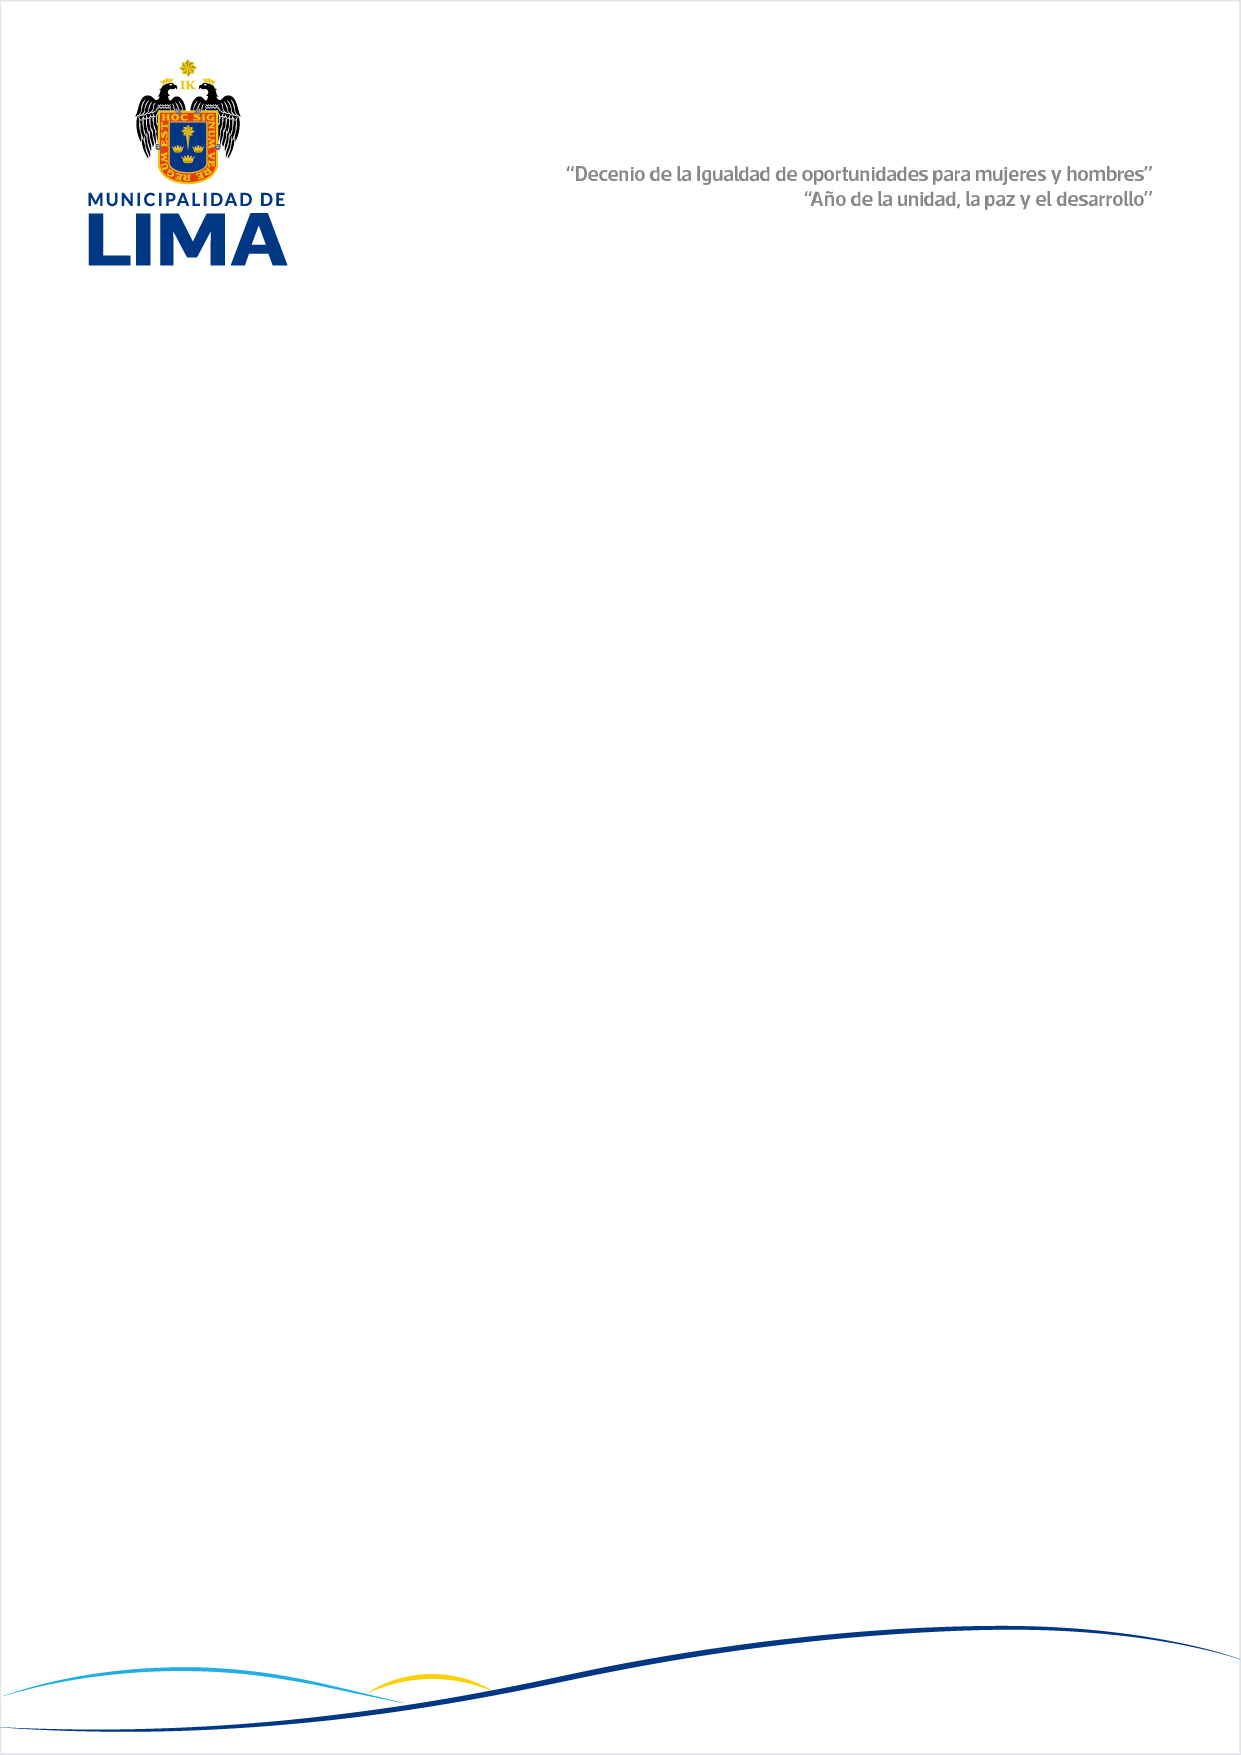 IK
HOC SIGNUM VERE REGUM EST
MUNICIPALIDAD DE
LIMA
“Decenio de la Igualdad de oportunidades para mujeres y hombres”
“Año de la unidad, la paz y el desarrollo”